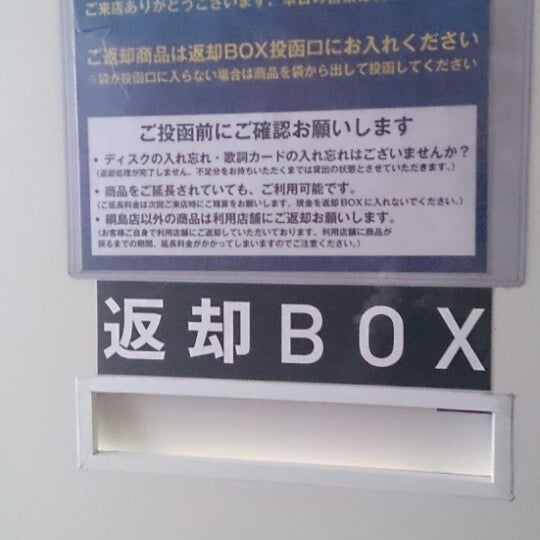 ご来店ありがとうございます、本日の営業
ご返却商品は返却BOX投函口にお入れください
※袋が投函口に入らない場合は商品を袋から出して投函してください
ご投函前にご確認お願いします
・ディスクの入れ忘れ・歌詞カードの入れ忘れはございませんか？
（返却処理が完了しません、不足分をお持ちいただくまでは貸出の状態とさせていただきます。）
・商品をご延長されていても、ご利用可能です。
（ご延長料金は次回ご来店時にご精算をお願いします、現金を返却BOXに入れないでください。）
・綱島店以外の商品は利用店舗にご返却お願いします。
（お客様ご自身で利用店舗にご返却していただいております、利用店舗に商品が
戻るまでの期間、延長料金がかかってしまいますのでご注意ください。）
返却BOX